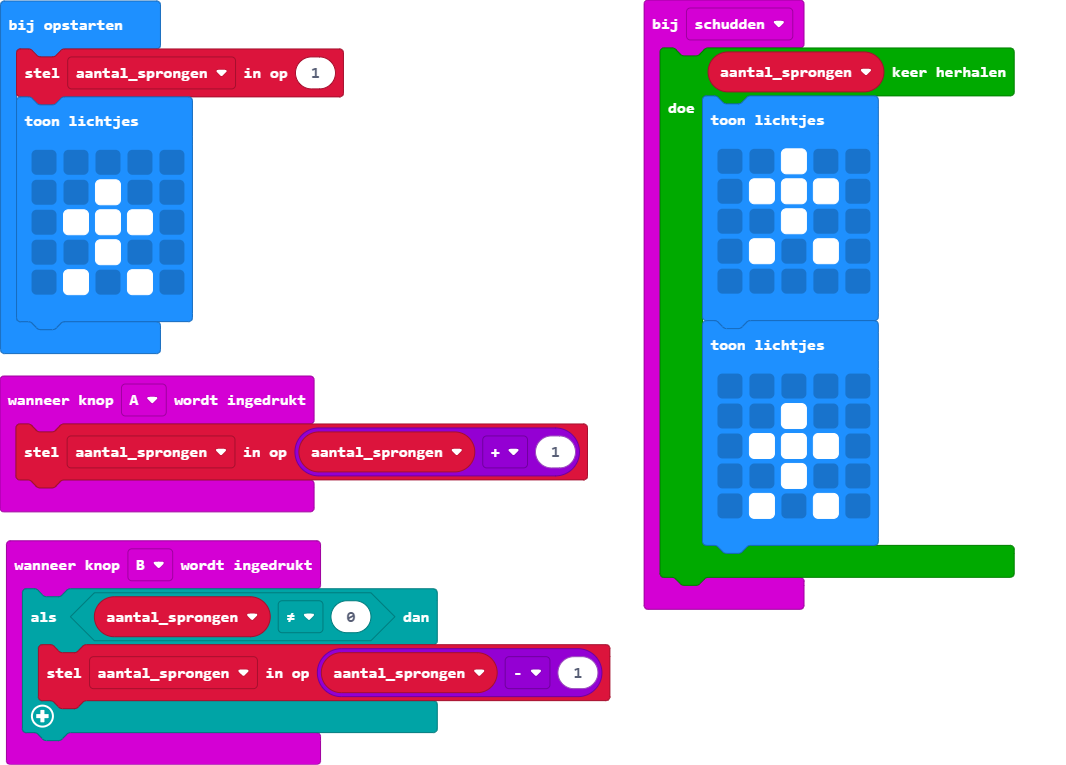 bij opstarten
stel aantal_sprongen in op 1
toon lichtjes
wanneer knop A wordt ingedrukt
stel aantal_sprongen in op aantal_sprongen + 1
wanneer knop B wordt ingedrukt
als aantal_sprongen ≠ 0 dan
stel aantal_sprongen in op aantal_sprongen - 1
bij schudden
aantal_sprongen keer herhalen
doe
toon lichtjes
toon lichtjes